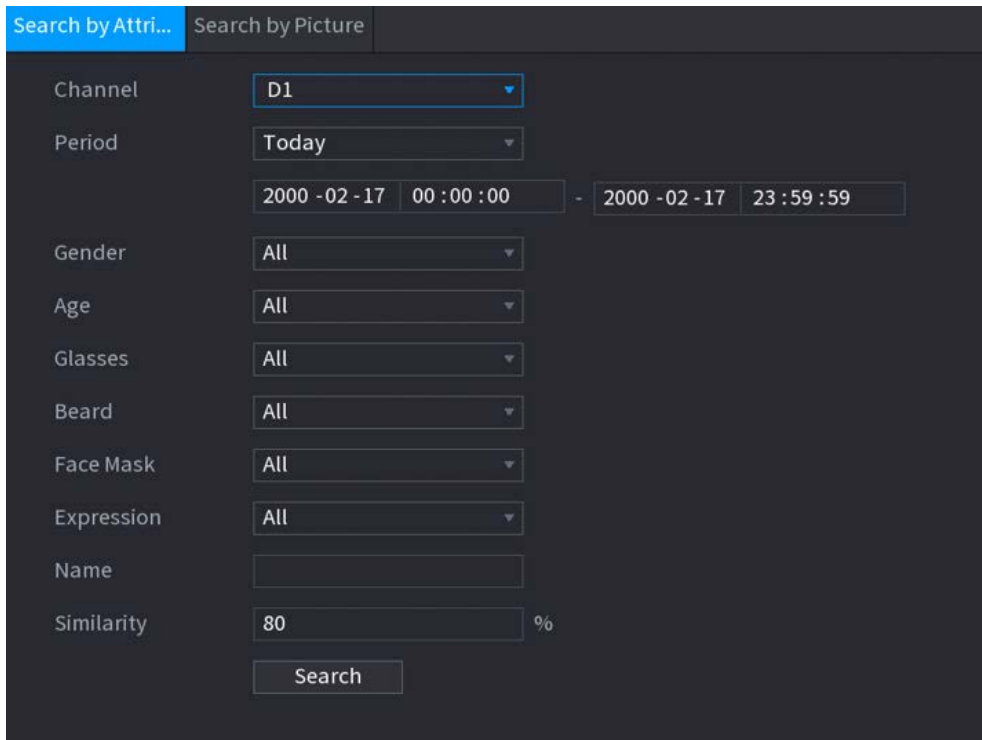 Search by Attri... Search by Picture
Channel D1
Period Today
2000 -02 -17 00 : 00 : 00 - 2000 -02 -17 23 : 59 : 59
Gender All
Age All
Glasses All
Beard All
Face Mask All
Expression All
Name
Similarity 80 %
Search